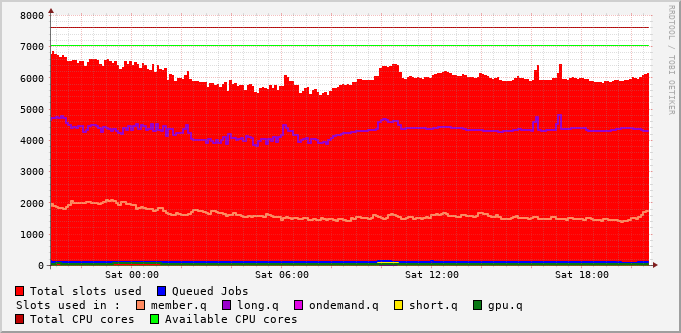 8000
7000
6000
5000
4000
3000
2000
1000
0
Sat 00:00 Sat 06:00 Sat 12:00 Sat 18:00
Total slots used Queued Jobs
Slots used in : member.q long.q ondemand.q short.q gpu.q
Total CPU cores Available CPU cores
RRDTOOL / TOBI OETIKER